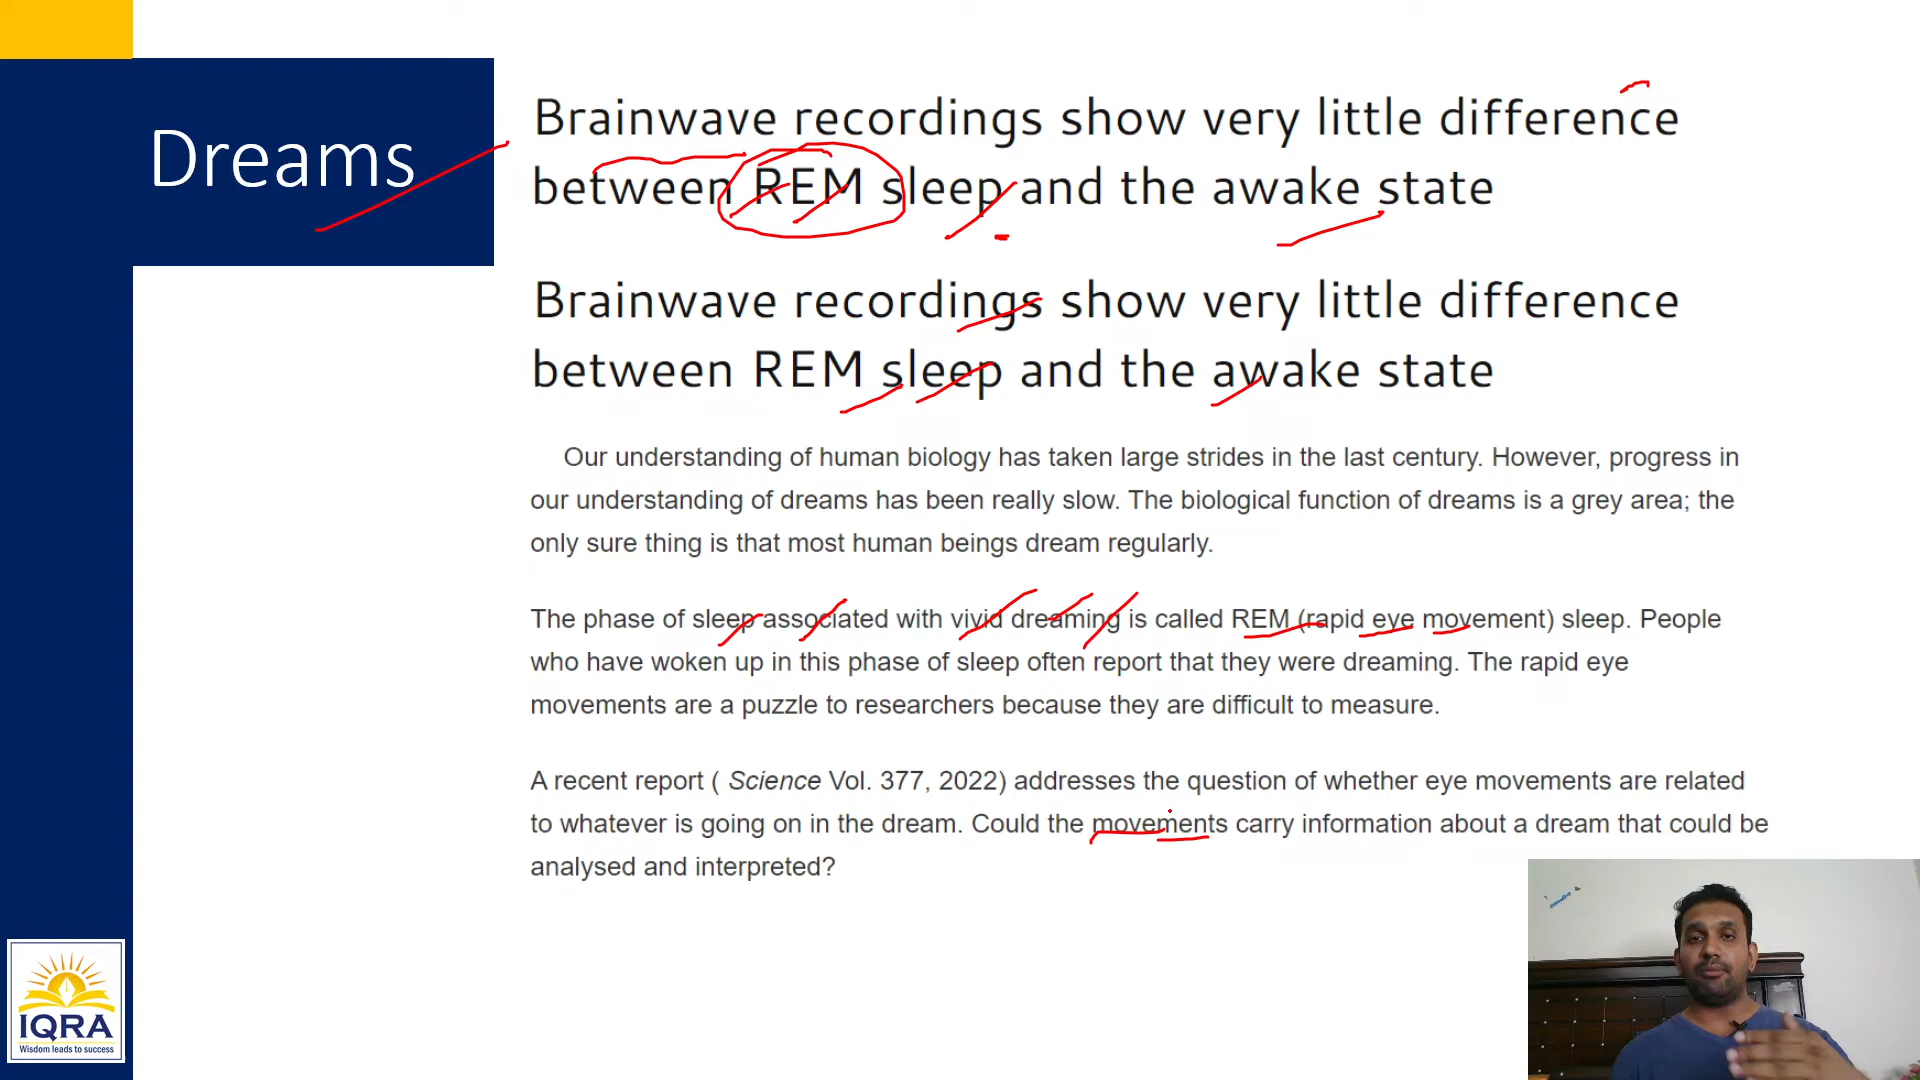 Dreams
Brainwave recordings show very little difference
between REM sleep and the awake state
Brainwave recordings show very little difference
between REM sleep and the awake state
Our understanding of human biology has taken large strides in the last century. However, progress in
our understanding of dreams has been really slow. The biological function of dreams is a grey area; the
only sure thing is that most human beings dream regularly.
The phase of sleep associated with vivid dreaming is called REM (rapid eye movement) sleep. People
who have woken up in this phase of sleep often report that they were dreaming. The rapid eye
movements are a puzzle to researchers because they are difficult to measure.
A recent report ( Science Vol. 377, 2022) addresses the question of whether eye movements are related
to whatever is going on in the dream. Could the movements carry information about a dream that could be
analysed and interpreted?
IQRA
Wisdom leads to success